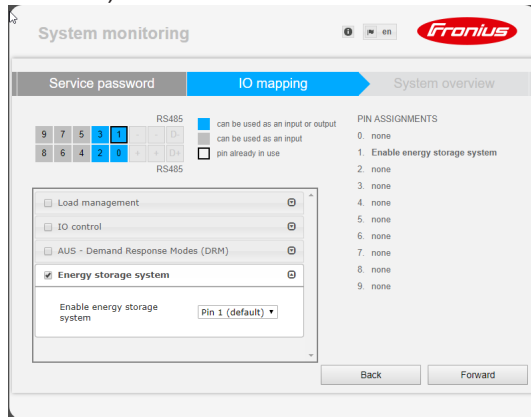 System monitoring
i en
Fronius
Service password
IO mapping
System overview
RS485
9 7 5 3 1 - - D-
8 6 4 2 0 + + D+
RS485
can be used as an input or output
can be used as an input
pin already in use
PIN ASSIGNMENTS
0. none
1. Enable energy storage system
2. none
3. none
4. none
5. none
6. none
7. none
8. none
9. none
Load management
IO control
AUS - Demand Response Modes (DRM)
Energy storage system
Enable energy storage
system
Pin 1 (default)
Back
Forward